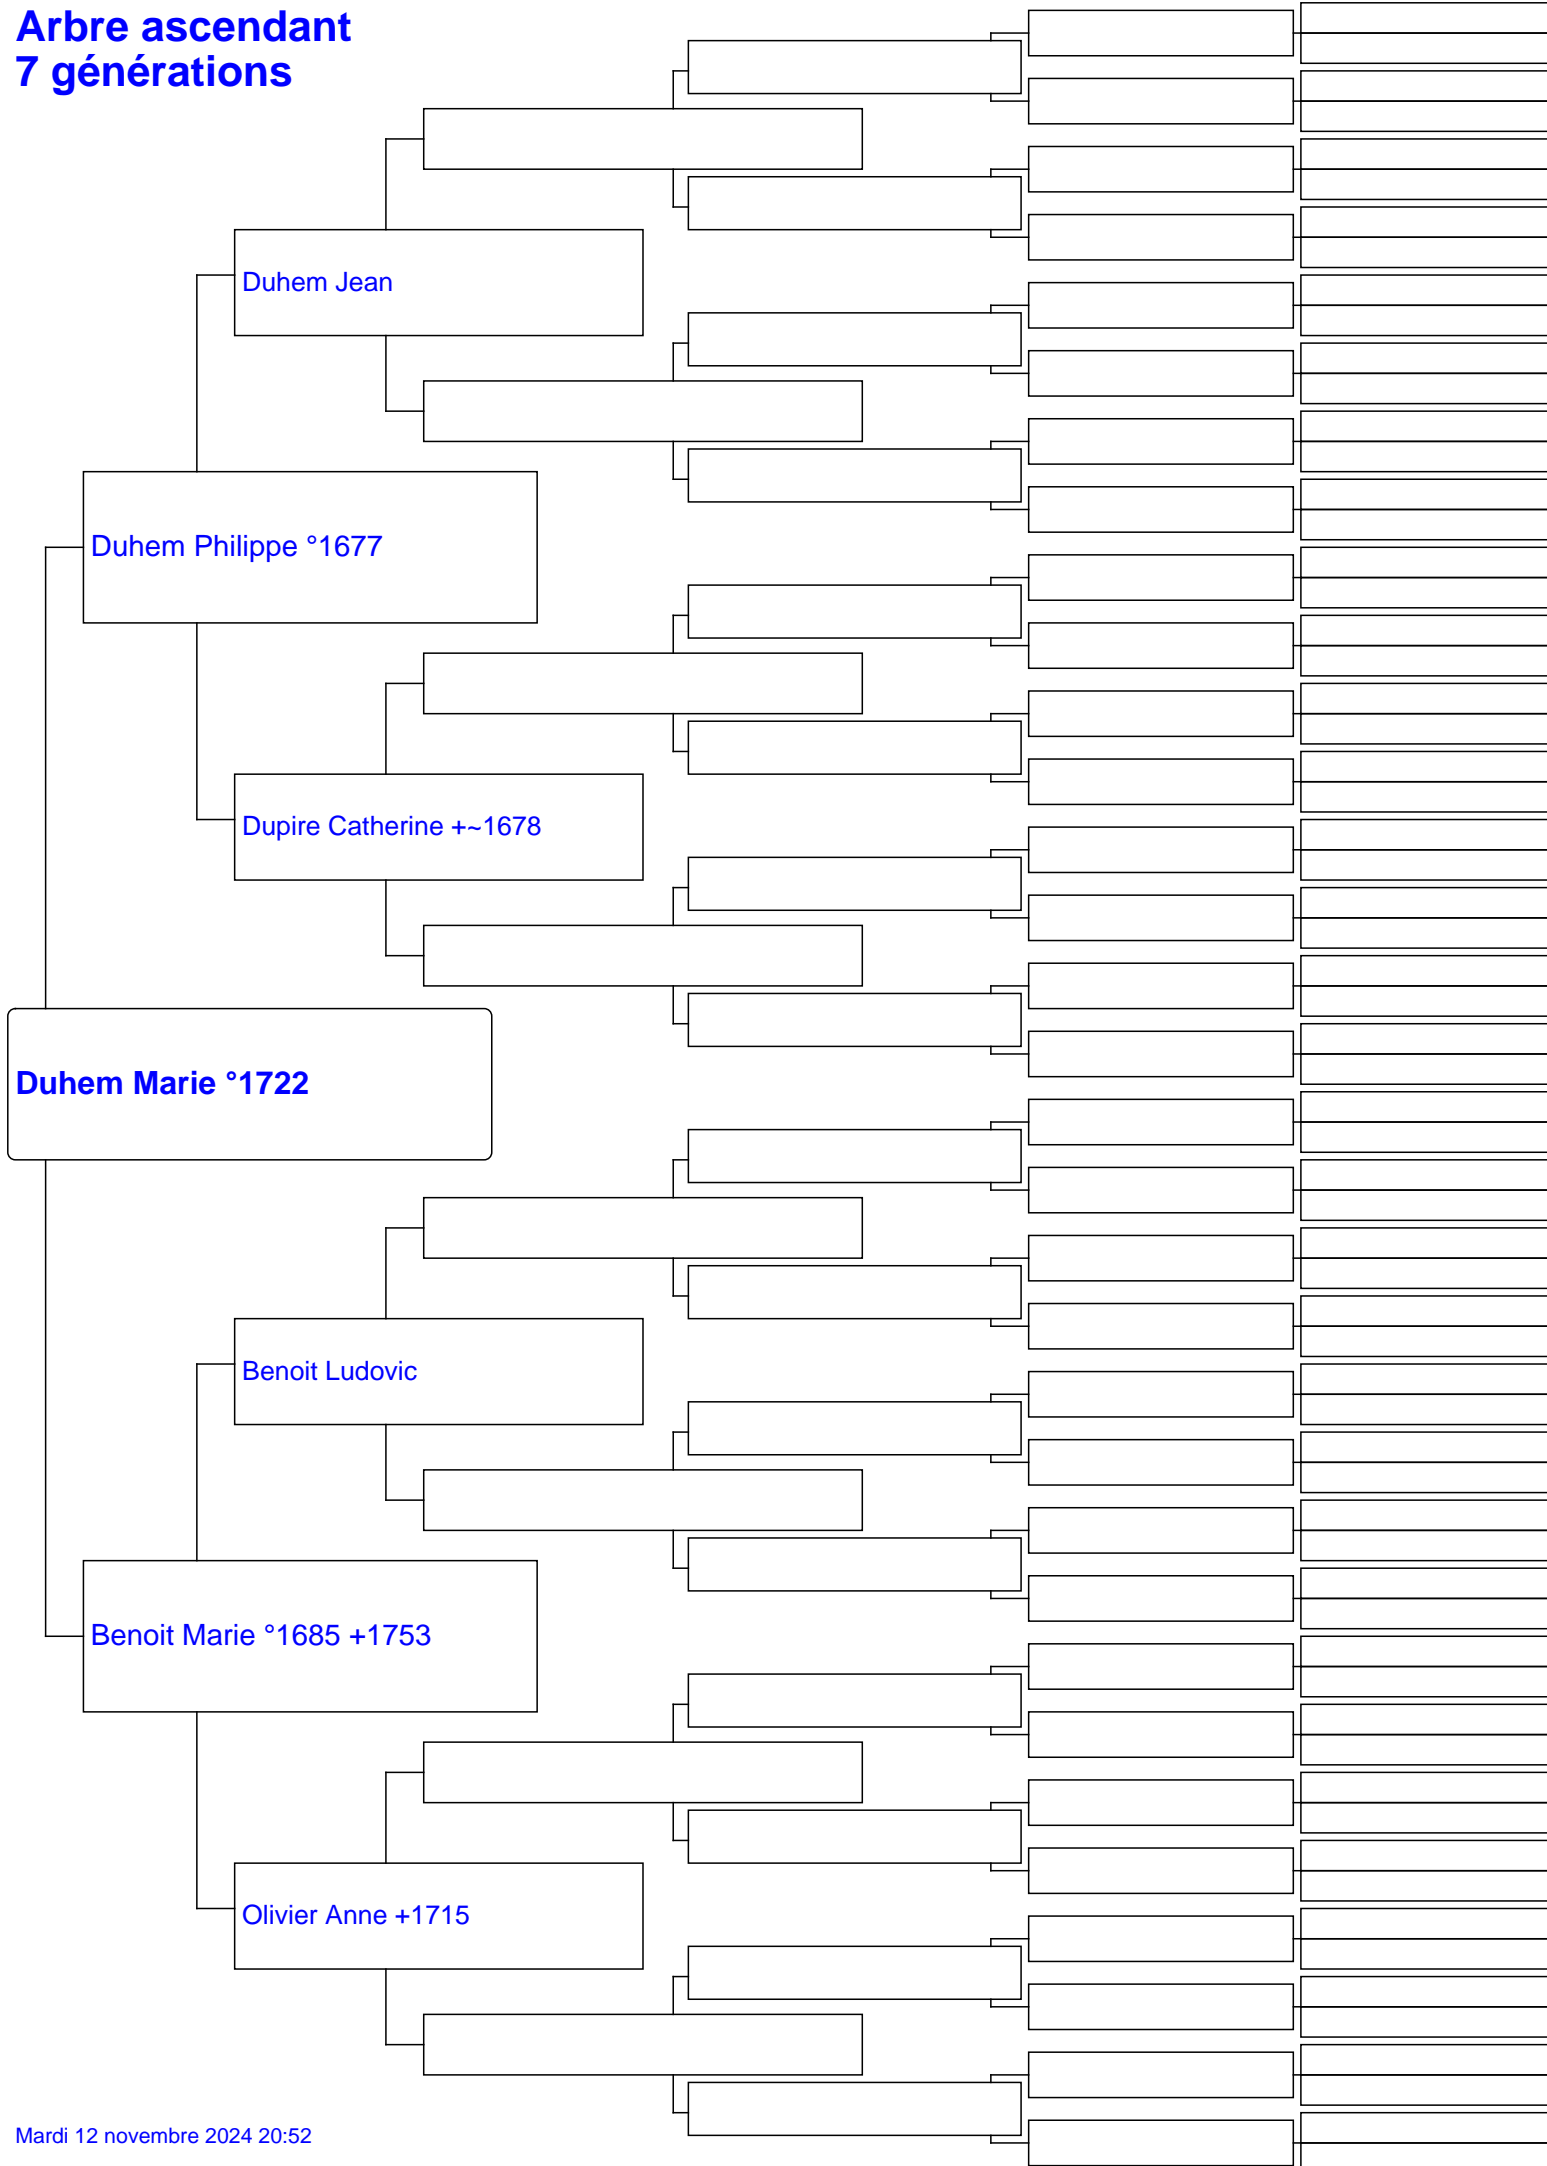 Arbre ascendant
7 générations
Duhem Jean
Duhem Philippe °1677
Dupire Catherine +~1678
Duhem Marie °1722
Benoit Ludovic
Benoit Marie °1685 +1753
Olivier Anne +1715
Mardi 12 novembre 2024 20:52